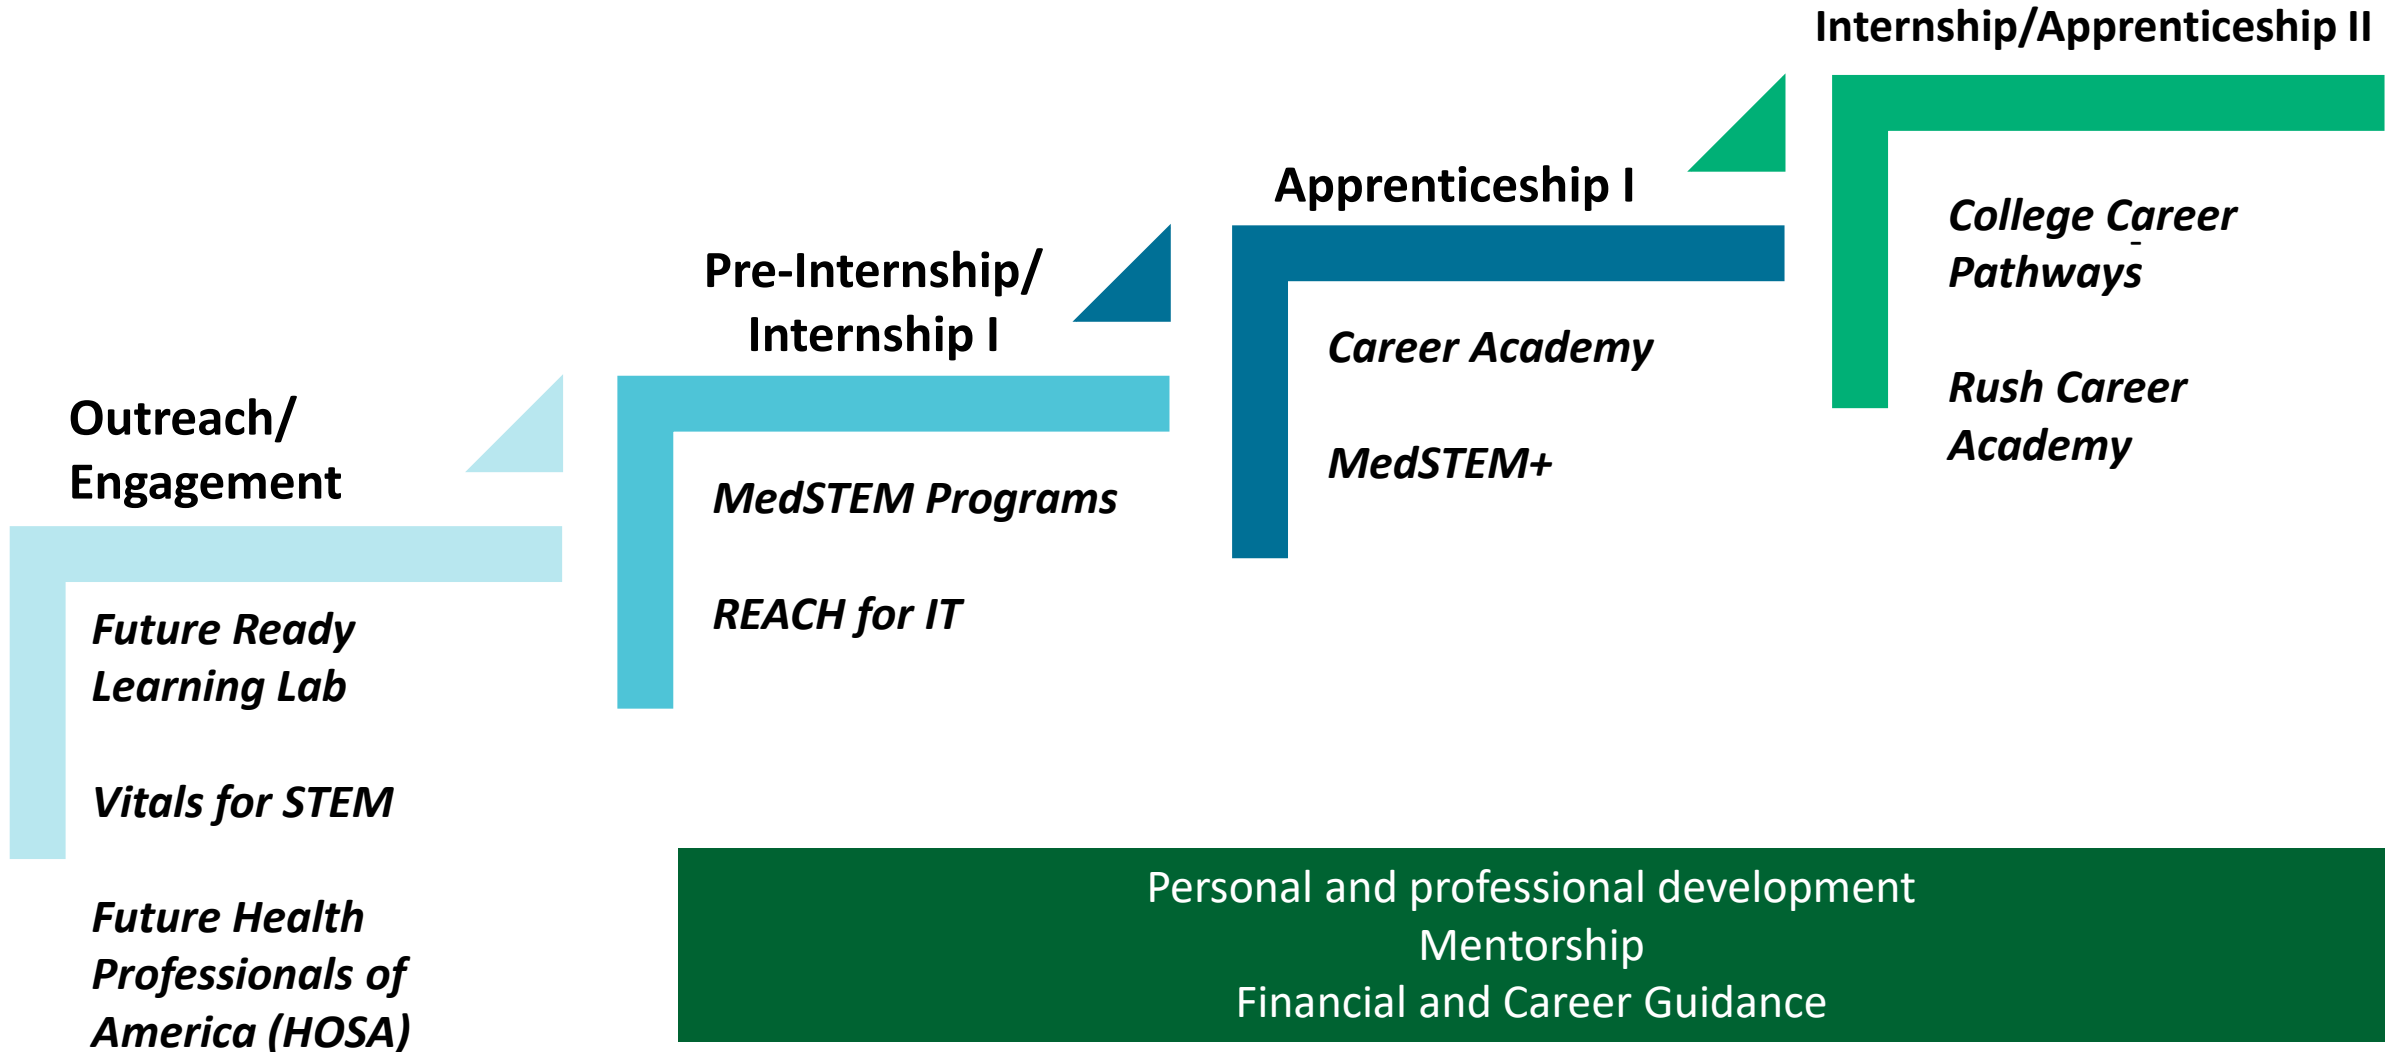 Outreach/
Engagement
Future Ready
Learning Lab
Vitals for STEM
Future Health
Professionals of
America (HOSA)
Pre-Internship/
Internship I
MedSTEM Programs
REACH for IT
Apprenticeship I
Career Academy
MedSTEM+
Internship/Apprenticeship II
College Career
-
Pathways
Rush Career
Academy
Personal and professional development
Mentorship
Financial and Career Guidance